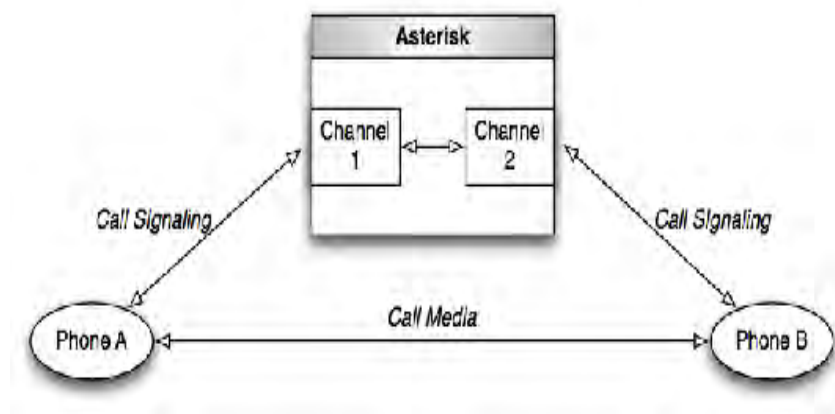 Asterisk
Channel
1
Channel
2
Call Signaling
Call Signaling
Call Media
Phone A
Phone B